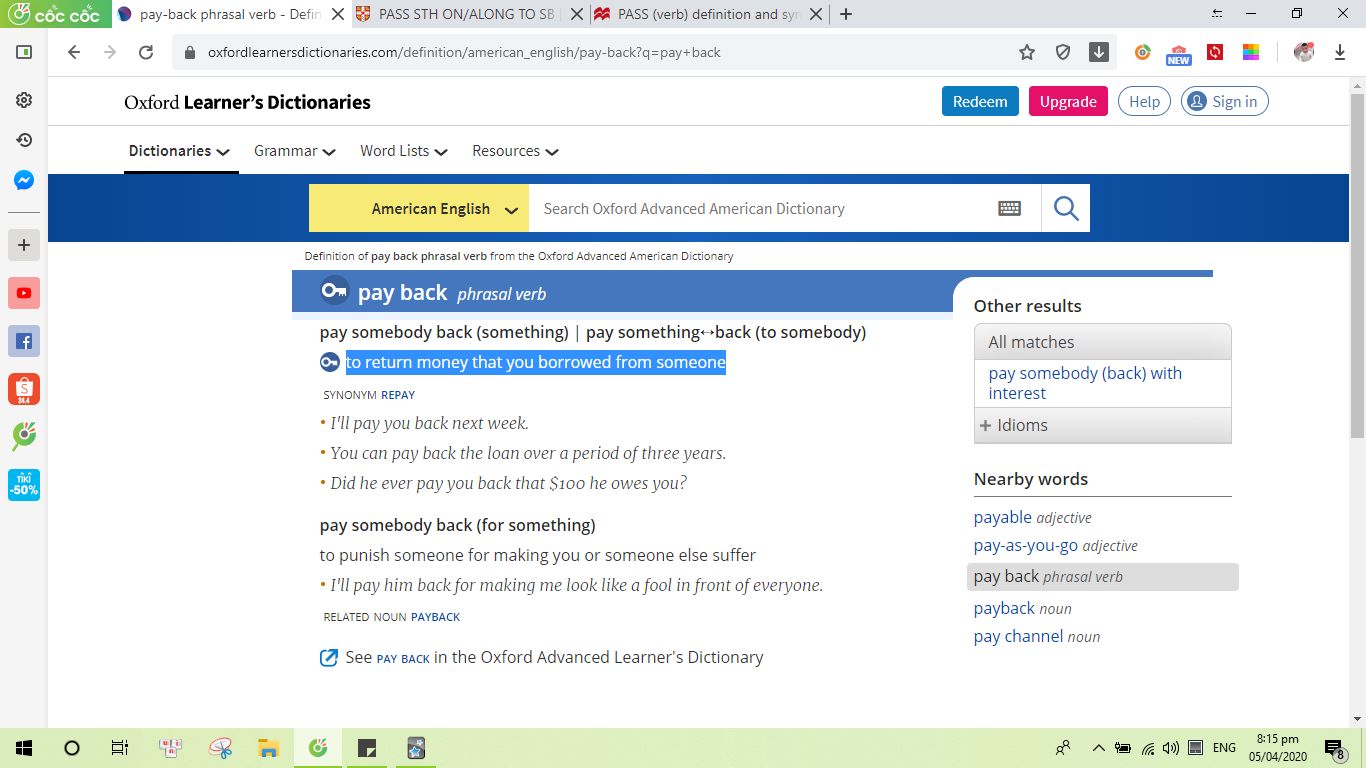 cốc cốc
pay-back phrasal verb - Defin
PASS STH ON/ALONG TO SB
PASS (verb) definition and syn
oxfordlearnersdictionaries.com/definition/american_english/pay-back?q=pay+back
NEW
Oxford Learner's Dictionaries
Redeem
Upgrade
Help
Sign in
Dictionaries
Grammar
Word Lists
Resources
American English
Search Oxford Advanced American Dictionary
Definition of pay back phrasal verb from the Oxford Advanced American Dictionary
pay back phrasal verb
pay somebody back (something) | pay something↔back (to somebody)
to return money that you borrowed from someone
SYNONYM REPAY
• I'll pay you back next week.
• You can pay back the loan over a period of three years.
• Did he ever pay you back that $100 he owes you?
pay somebody back (for something)
to punish someone for making you or someone else suffer
• I'll pay him back for making me look like a fool in front of everyone.
RELATED NOUN PAYBACK
See PAY BACK in the Oxford Advanced Learner's Dictionary
Other results
All matches
pay somebody (back) with
interest
+ Idioms
Nearby words
payable adjective
pay-as-you-go adjective
pay back phrasal verb
payback noun
pay channel noun
24.4
TIKI
-50%
ENG
8:15 pm
05/04/2020
8